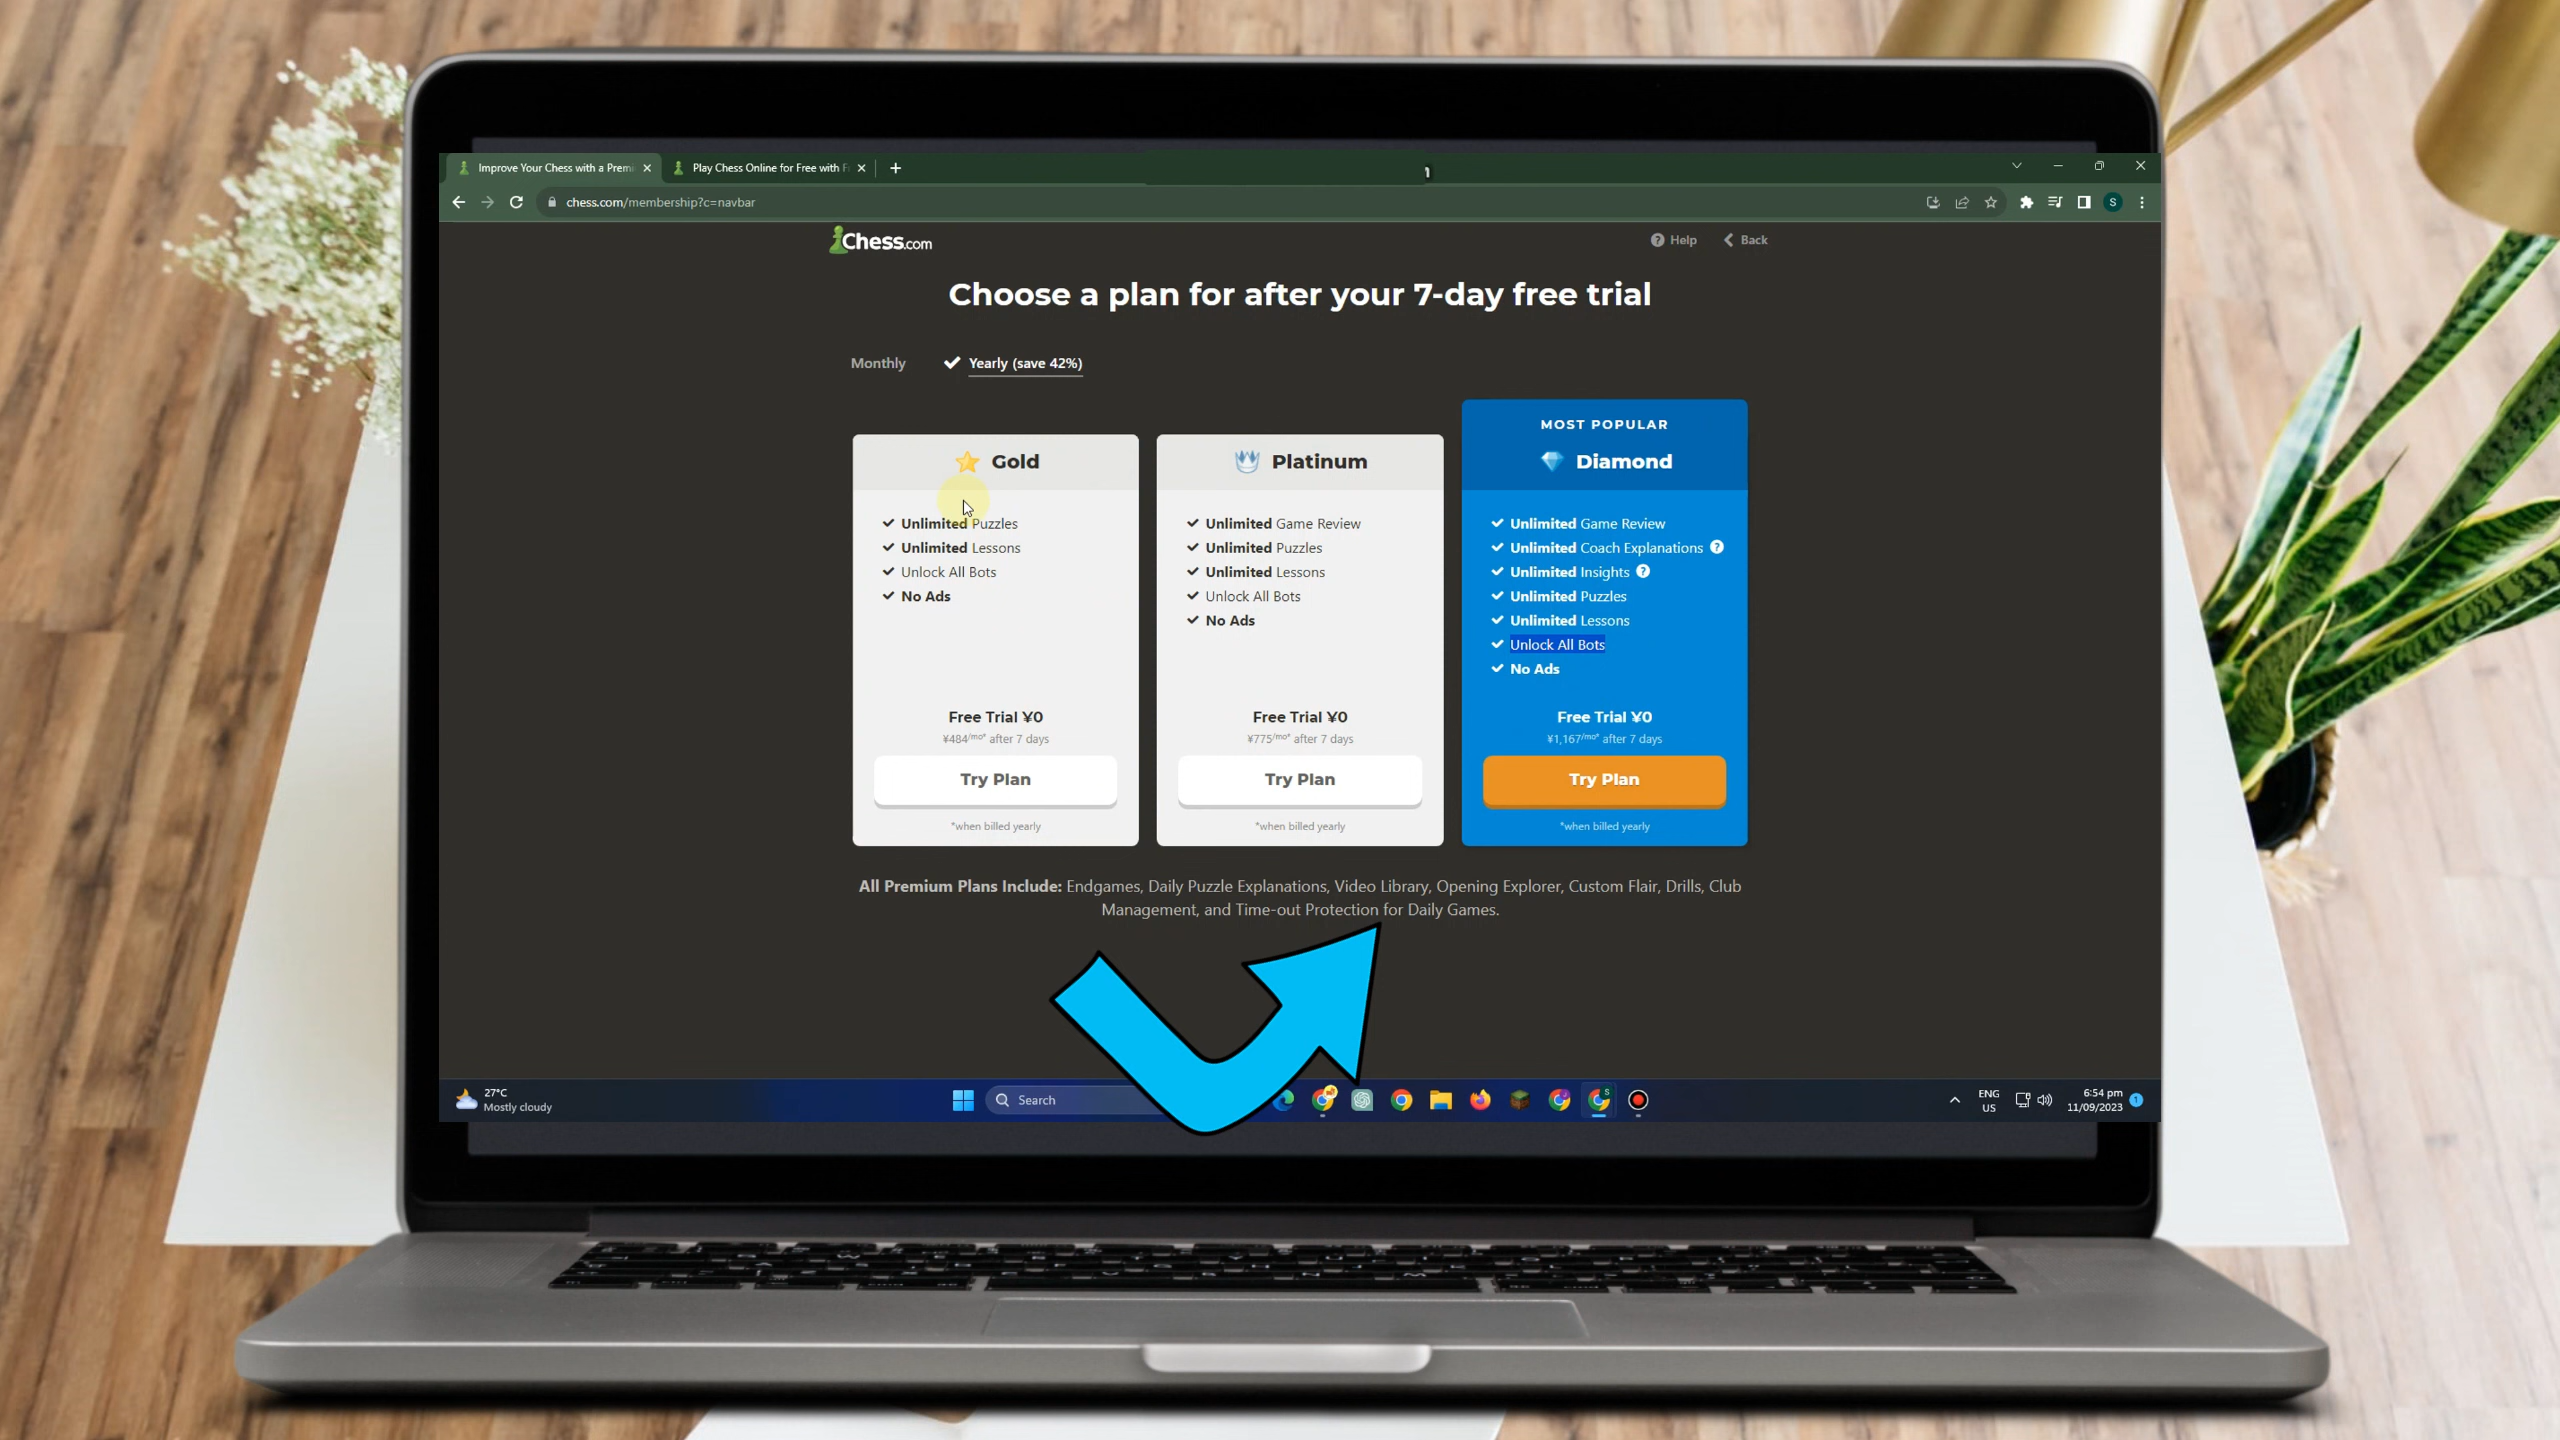 Improve Your Chess with a Premi
Play Chess Online for Free with F
chess.com/membership?c=navbar
S
Chess.com
Help
Back
Choose a plan for after your 7-day free trial
Monthly
Yearly (save 42%)
Gold
Unlimited Puzzles
Unlimited Lessons
Unlock All Bots
No Ads
Free Trial ¥0
¥484/mo* after 7 days
Try Plan
*when billed yearly
Platinum
Unlimited Game Review
Unlimited Puzzles
Unlimited Lessons
Unlock All Bots
No Ads
Free Trial ¥0
¥775/mo* after 7 days
Try Plan
*when billed yearly
MOST POPULAR
Diamond
Unlimited Game Review
Unlimited Coach Explanations ?
Unlimited Insights ?
Unlimited Puzzles
Unlimited Lessons
Unlock All Bots
No Ads
Free Trial ¥0
¥1,167/mo* after 7 days
Try Plan
*when billed yearly
All Premium Plans Include: Endgames, Daily Puzzle Explanations, Video Library, Opening Explorer, Custom Flair, Drills, Club
Management, and Time-out Protection for Daily Games.
27°C
Mostly cloudy
Search
ENG
US
6:54 pm
11/09/2023
1